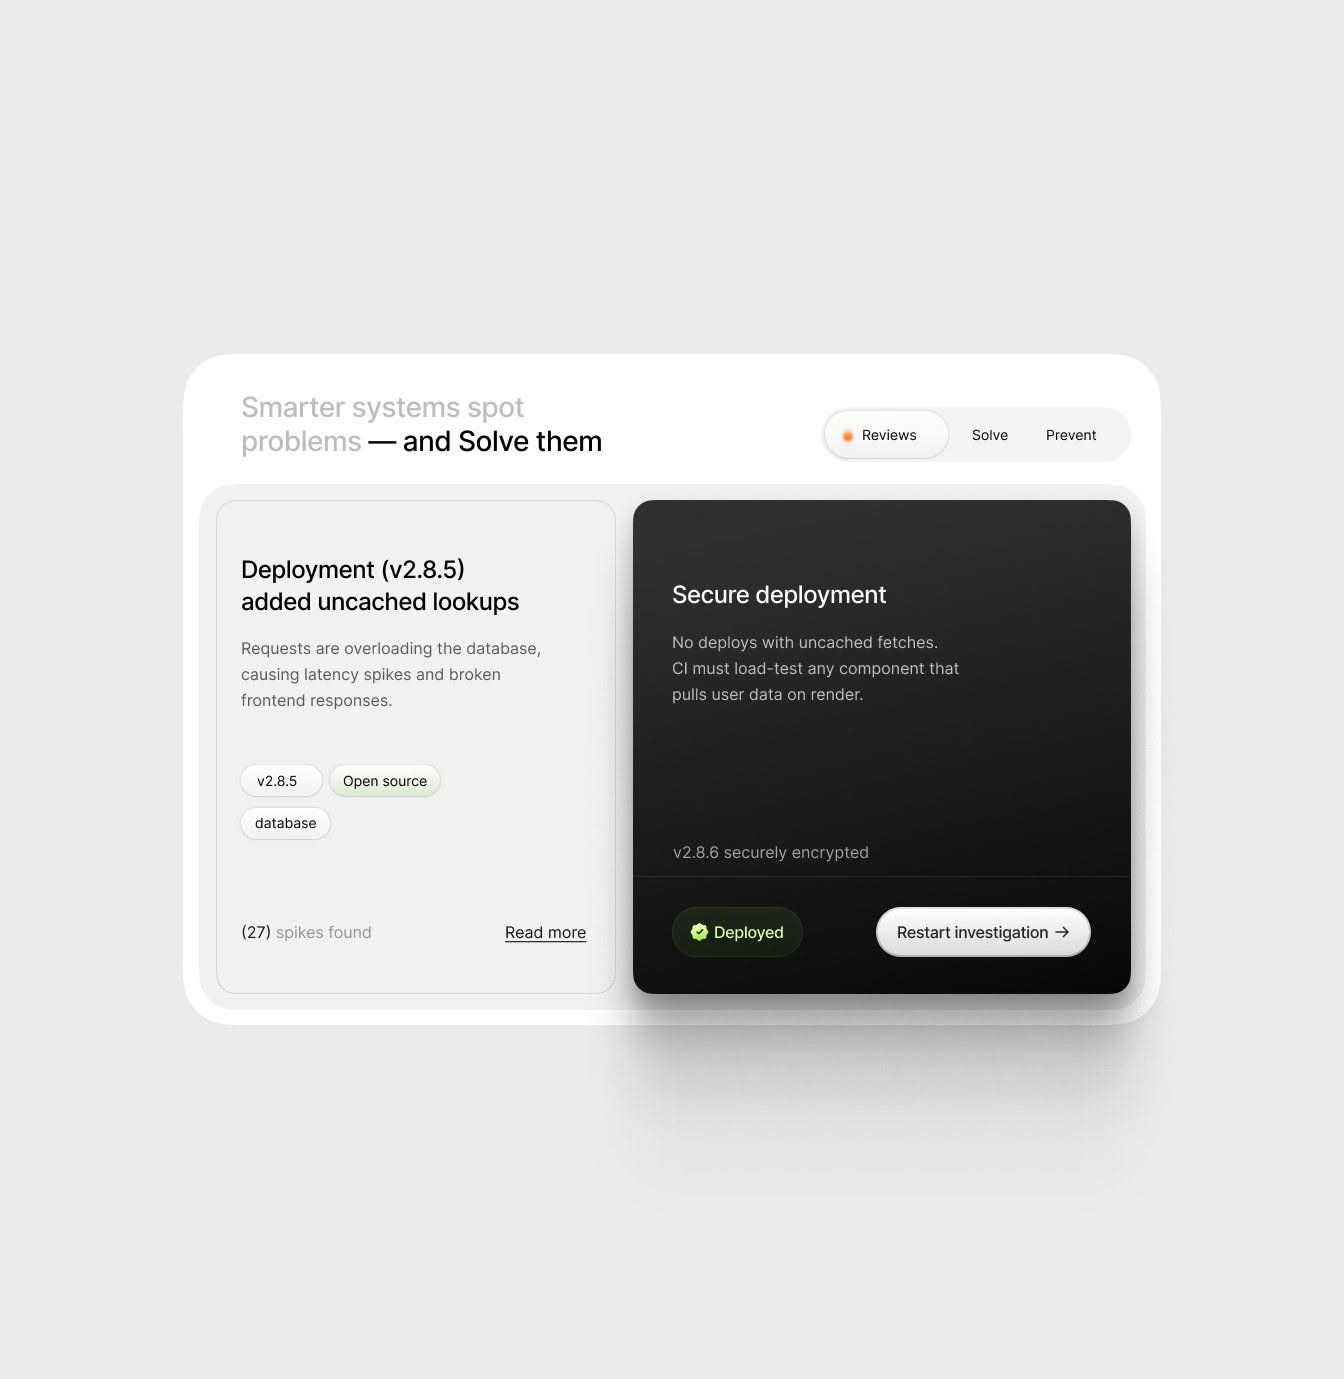 Smarter systems spot
problems — and Solve them
Reviews
Solve
Prevent
Deployment (v2.8.5)
added uncached lookups
Requests are overloading the database,
causing latency spikes and broken
frontend responses.
v2.8.5
Open source
database
(27) spikes found
Read more
Secure deployment
No deploys with uncached fetches.
CI must load-test any component that
pulls user data on render.
v2.8.6 securely encrypted
Deployed
Restart investigation →